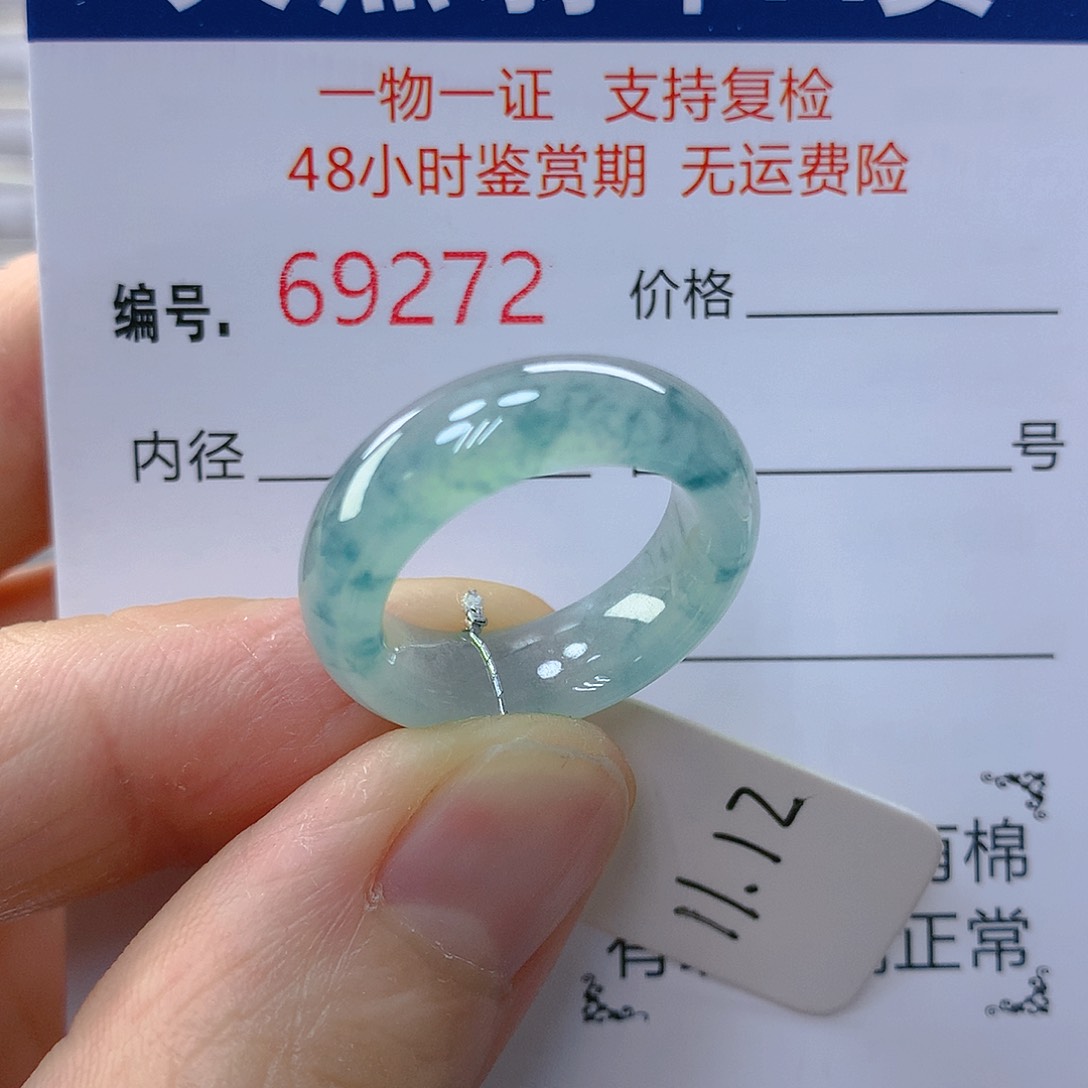 一物一证 支持复检
48小时鉴赏期 无运费险
编号. 69272 价格
内径 号
11.12
有棉
有 正常